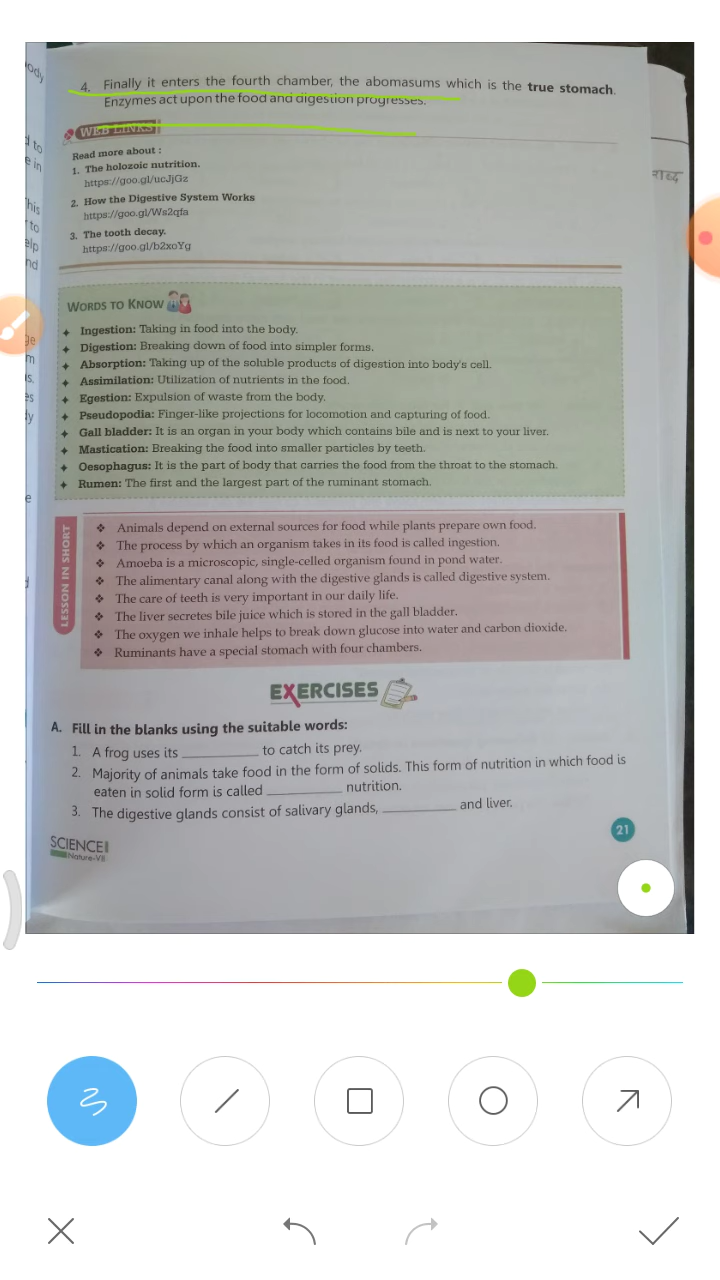 ody
4. Finally it enters the fourth chamber, the abomasums which is the true stomach.
Enzymes act upon the food and digestion progresses.
WEB LINKS
d to
e in
Read more about :
1. The holozoic nutrition.
https://goo.gl/ucJjGz
2. How the Digestive System Works
https://goo.gl/Ws2qfa
3. The tooth decay.
https://goo.gl/b2xoYg
his
to
elp
nd
WORDS TO KNOW
✦ Ingestion: Taking in food into the body.
✦ Digestion: Breaking down of food into simpler forms.
✦ Absorption: Taking up of the soluble products of digestion into body's cell.
✦ Assimilation: Utilization of nutrients in the food.
✦ Egestion: Expulsion of waste from the body.
✦ Pseudopodia: Finger-like projections for locomotion and capturing of food.
✦ Gall bladder: It is an organ in your body which contains bile and is next to your liver.
✦ Mastication: Breaking the food into smaller particles by teeth.
✦ Oesophagus: It is the part of body that carries the food from the throat to the stomach.
✦ Rumen: The first and the largest part of the ruminant stomach.
ge
m
s.
es
y
e
LESSON IN SHORT
❖ Animals depend on external sources for food while plants prepare own food.
❖ The process by which an organism takes in its food is called ingestion.
❖ Amoeba is a microscopic, single-celled organism found in pond water.
❖ The alimentary canal along with the digestive glands is called digestive system.
❖ The care of teeth is very important in our daily life.
❖ The liver secretes bile juice which is stored in the gall bladder.
❖ The oxygen we inhale helps to break down glucose into water and carbon dioxide.
❖ Ruminants have a special stomach with four chambers.
EXERCISES
A. Fill in the blanks using the suitable words:
1. A frog uses its __________ to catch its prey.
2. Majority of animals take food in the form of solids. This form of nutrition in which food is
eaten in solid form is called __________ nutrition.
3. The digestive glands consist of salivary glands, __________ and liver.
SCIENCE
Nature-VII
21